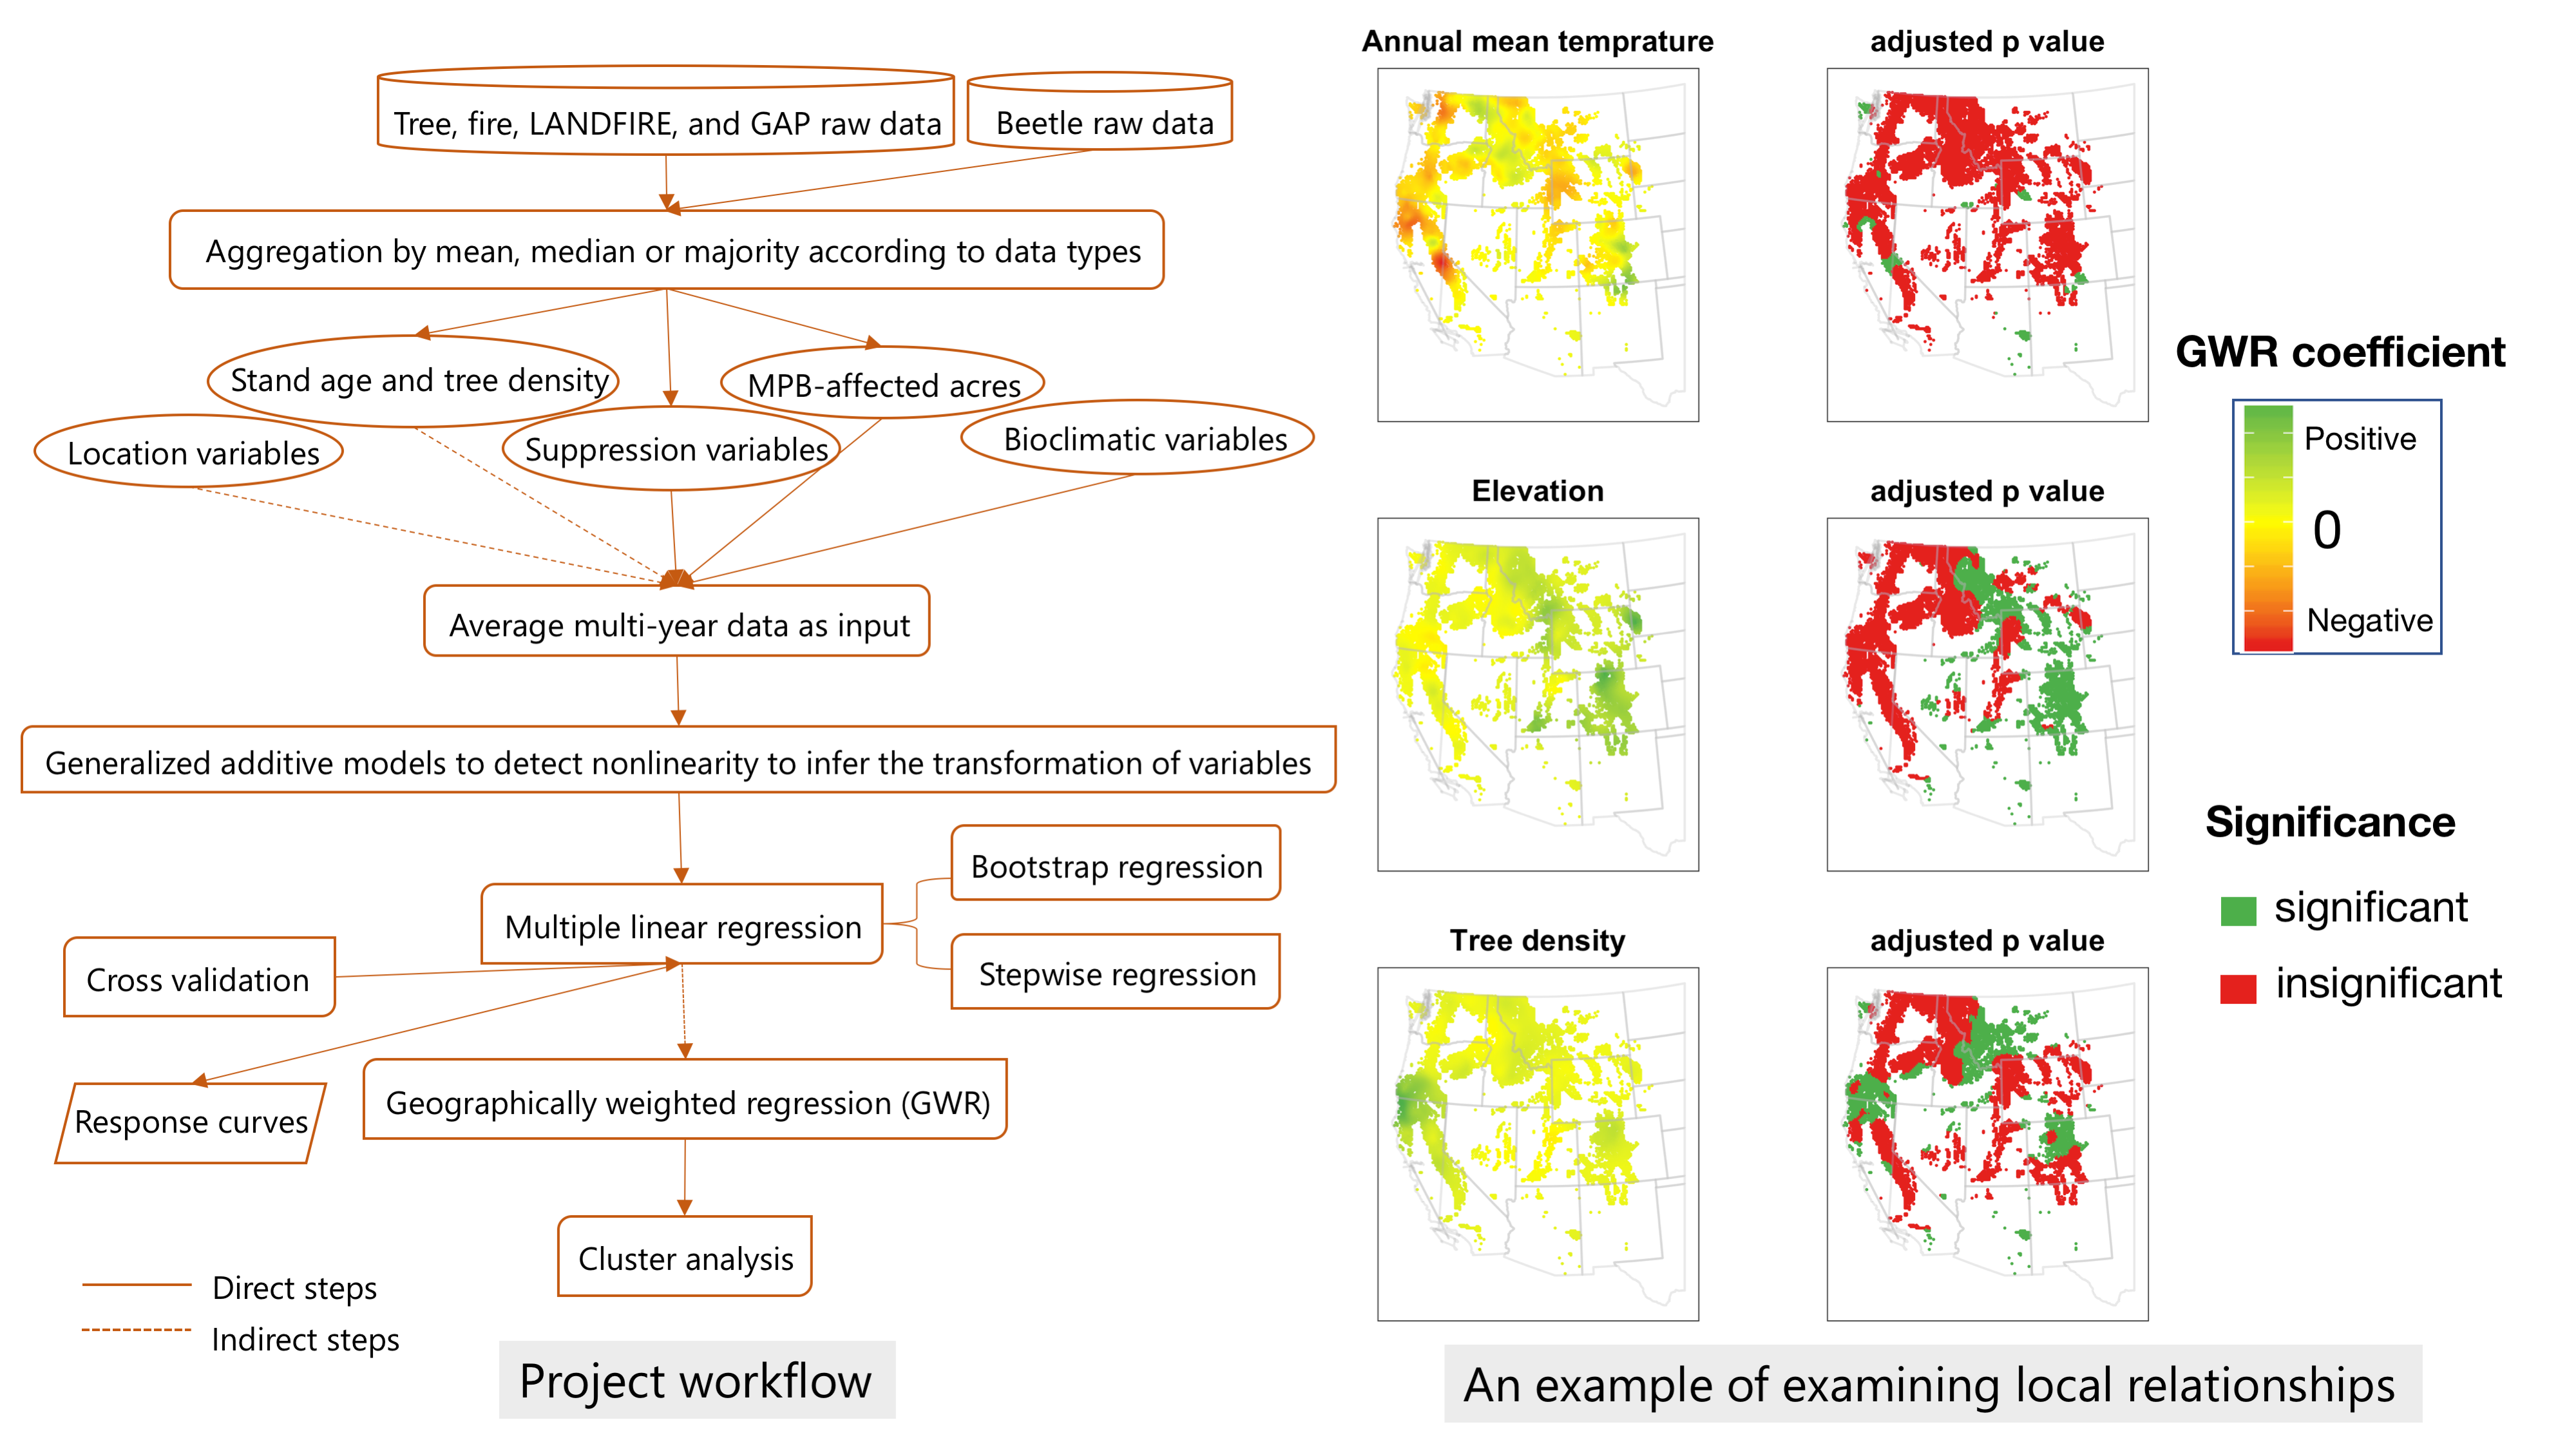 Tree, fire, LANDFIRE, and GAP raw data
Beetle raw data
Aggregation by mean, median or majority according to data types
Stand age and tree density
MPB-affected acres
Location variables
Suppression variables
Bioclimatic variables
Average multi-year data as input
Generalized additive models to detect nonlinearity to infer the transformation of variables
Bootstrap regression
Multiple linear regression
Cross validation
Stepwise regression
Response curves
Geographically weighted regression (GWR)
Cluster analysis
Direct steps
Indirect steps
Project workflow
Annual mean temprature
adjusted p value
Elevation
adjusted p value
Tree density
adjusted p value
GWR coefficient
Positive
0
Negative
Significance
significant
insignificant
An example of examining local relationships